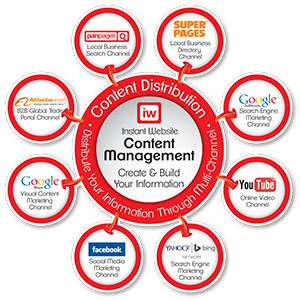 Content Distribution
Distribute Your Information Through Multi-Channel
iw
Instant Website
Content
Management
Create & Build
Your Information
panpages
Local Business
Search Channel
SUPER
PAGES
Local Business
Directory
Channel
Google
AdWords
Search Engine
Marketing
Channel
You Tube
Online Video
Channel
YAHOO! bing
NETWORK
Search Engine
Marketing
Channel
facebook
Social Media
Marketing
Channel
Google
Maps
Visual Content
Marketing
Channel
Alibaba.com
B2B Global Trade
Portal Channel